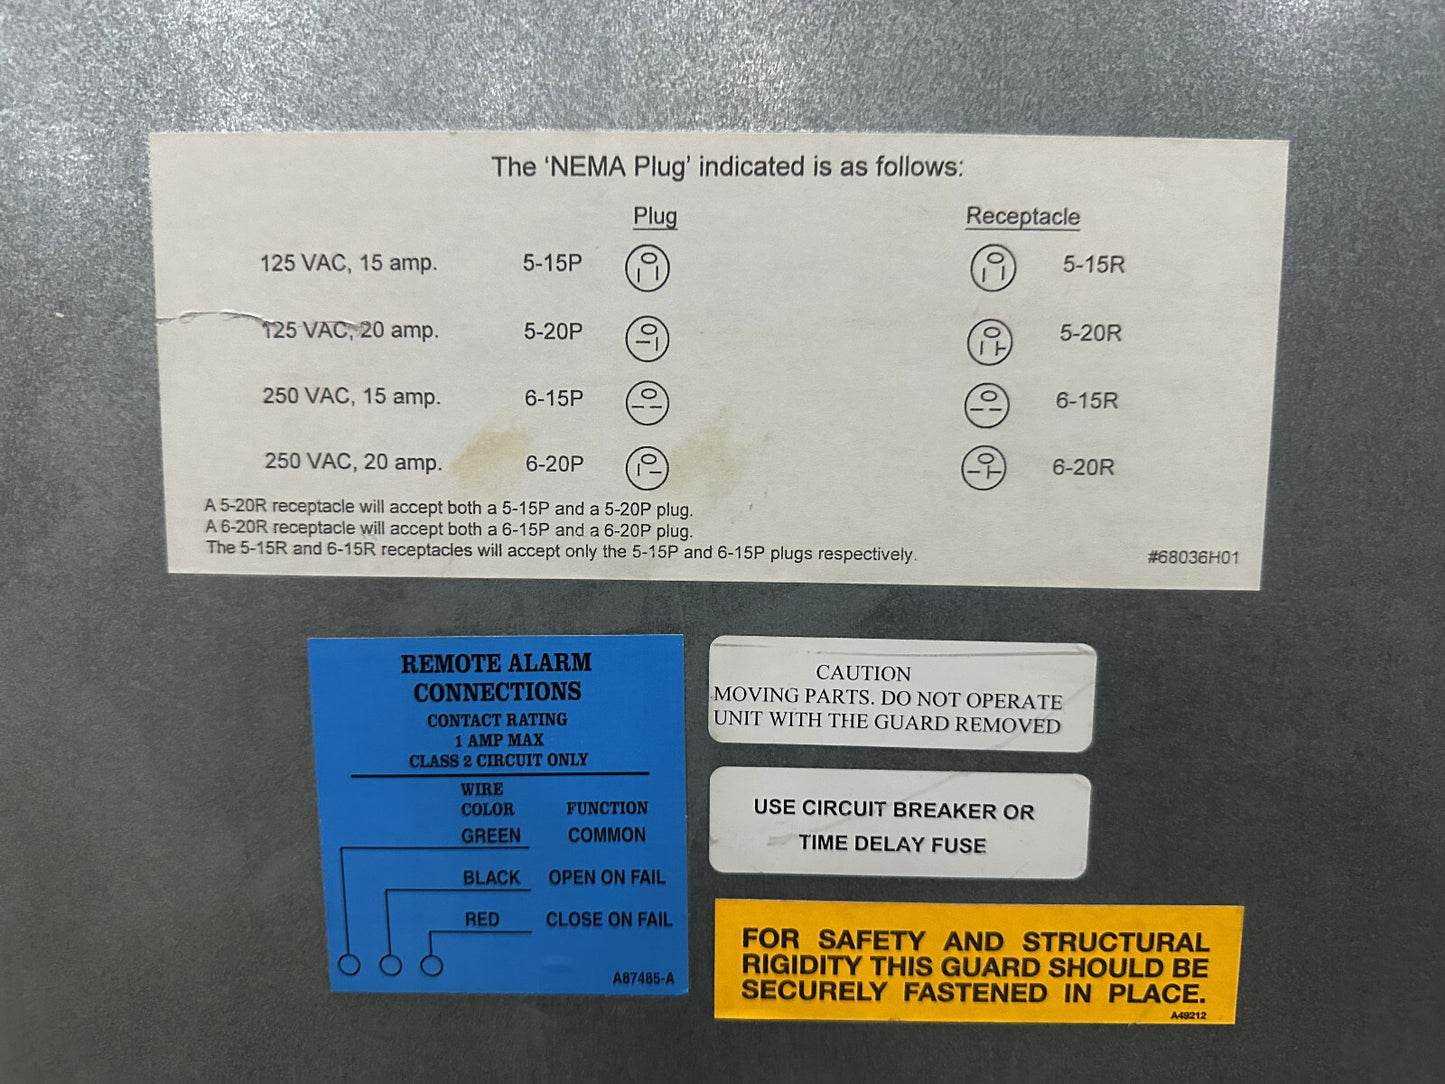 The 'NEMA Plug' indicated is as follows:
Plug Receptacle
125 VAC, 15 amp. 5-15P 5-15R
125 VAC, 20 amp. 5-20P 5-20R
250 VAC, 15 amp. 6-15P 6-15R
250 VAC, 20 amp. 6-20P 6-20R
A 5-20R receptacle will accept both a 5-15P and a 5-20P plug.
A 6-20R receptacle will accept both a 6-15P and a 6-20P plug.
The 5-15R and 6-15R receptacles will accept only the 5-15P and 6-15P plugs respectively.
#68036H01
REMOTE ALARM
CONNECTIONS
CONTACT RATING
1 AMP MAX
CLASS 2 CIRCUIT ONLY
WIRE
COLOR FUNCTION
GREEN COMMON
BLACK OPEN ON FAIL
RED CLOSE ON FAIL
A87485-A
CAUTION
MOVING PARTS. DO NOT OPERATE
UNIT WITH THE GUARD REMOVED
USE CIRCUIT BREAKER OR
TIME DELAY FUSE
FOR SAFETY AND STRUCTURAL
RIGIDITY THIS GUARD SHOULD BE
SECURELY FASTENED IN PLACE.
A49212